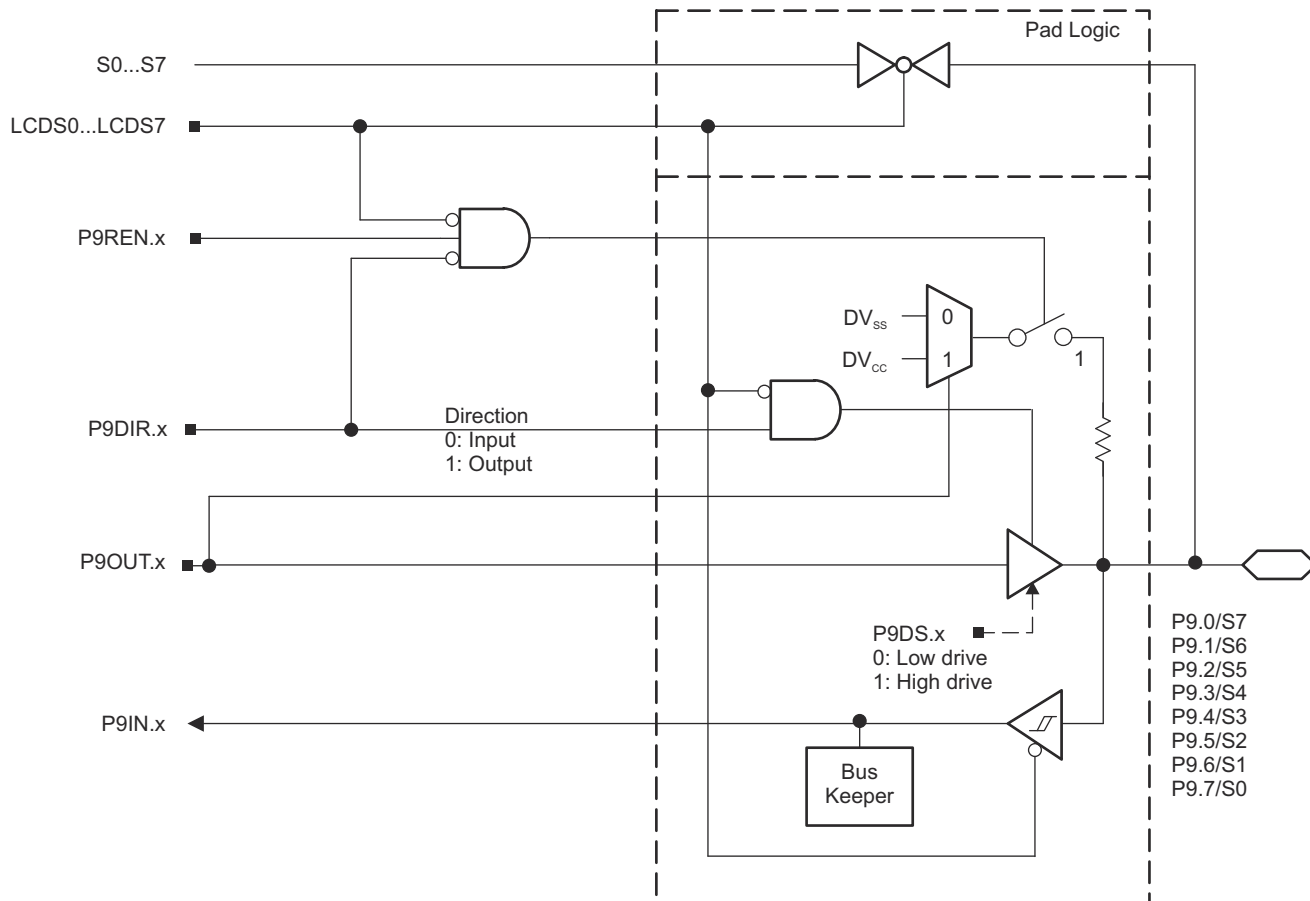 Pad Logic
S0...S7
LCDS0...LCDS7
P9REN.x
DVSS
0
DVCC
1
1
P9DIR.x
Direction
0: Input
1: Output
P9OUT.x
P9DS.x
0: Low drive
1: High drive
P9IN.x
Bus
Keeper
P9.0/S7
P9.1/S6
P9.2/S5
P9.3/S4
P9.4/S3
P9.5/S2
P9.6/S1
P9.7/S0